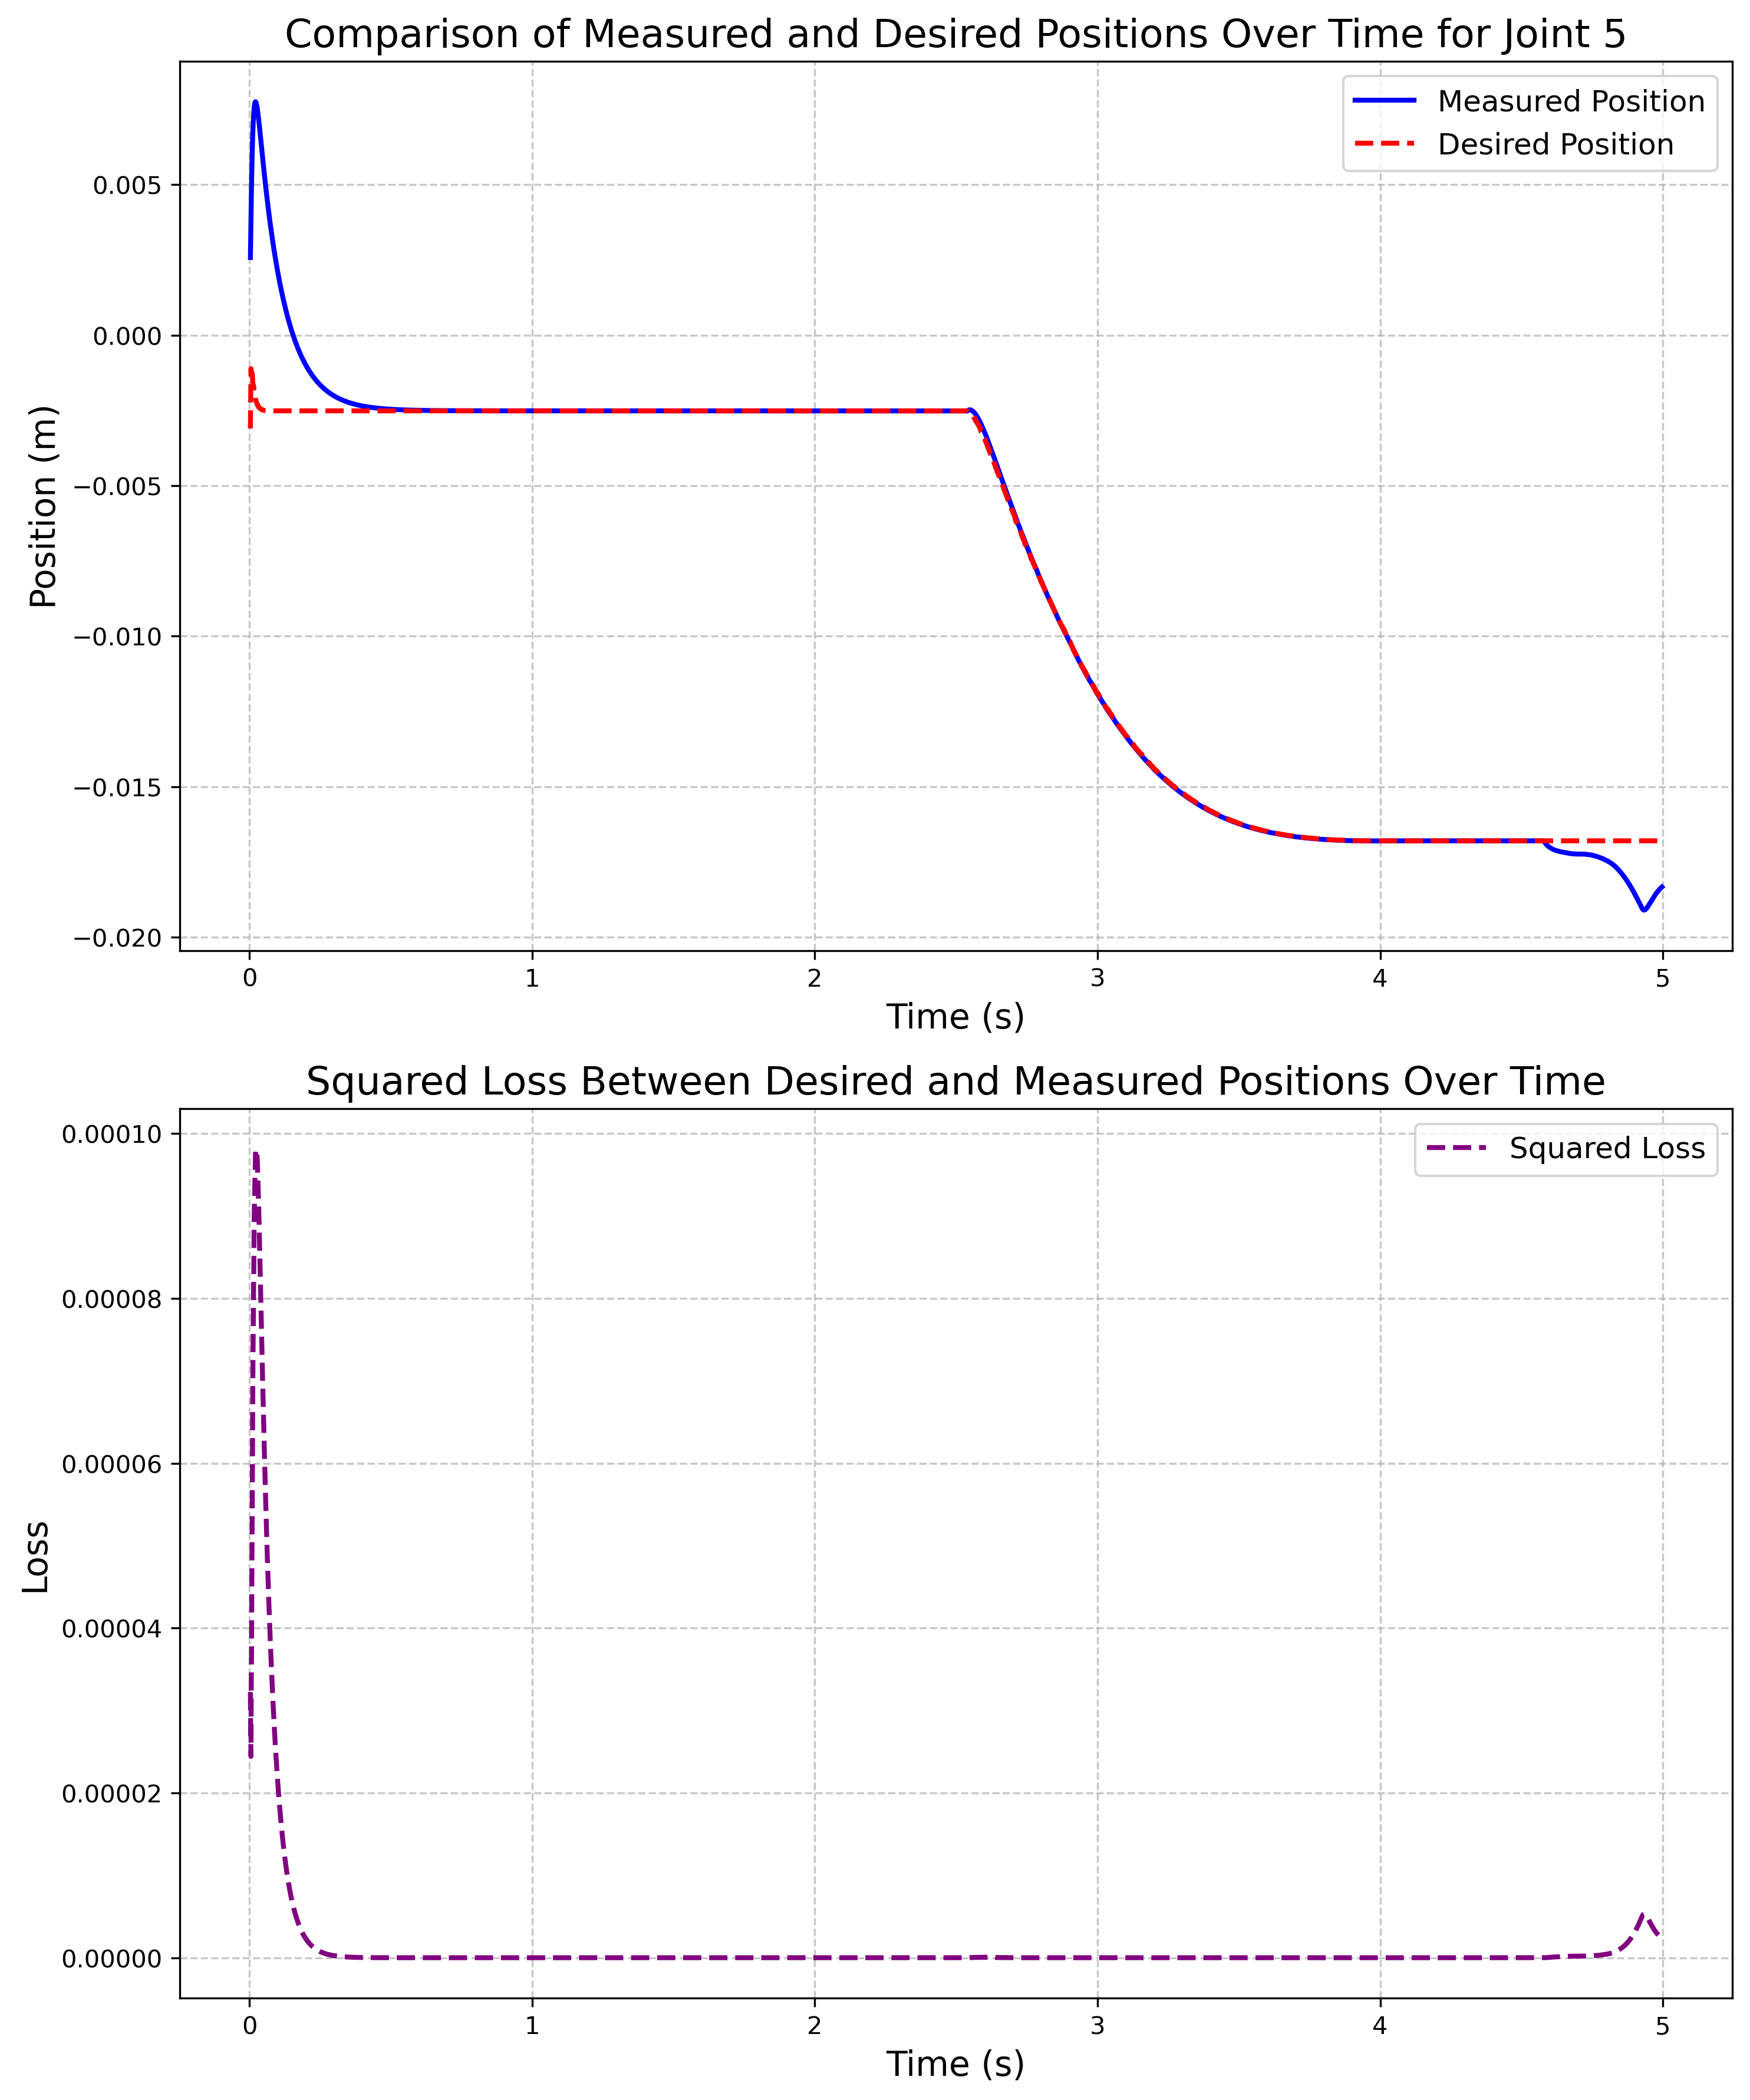 Comparison of Measured and Desired Positions Over Time for Joint 5
Measured Position
Desired Position
Position (m)
0.005
0.000
−0.005
−0.010
−0.015
−0.020
0 1 2 3 4 5
Time (s)
Squared Loss Between Desired and Measured Positions Over Time
Squared Loss
Loss
0.00010
0.00008
0.00006
0.00004
0.00002
0.00000
0 1 2 3 4 5
Time (s)